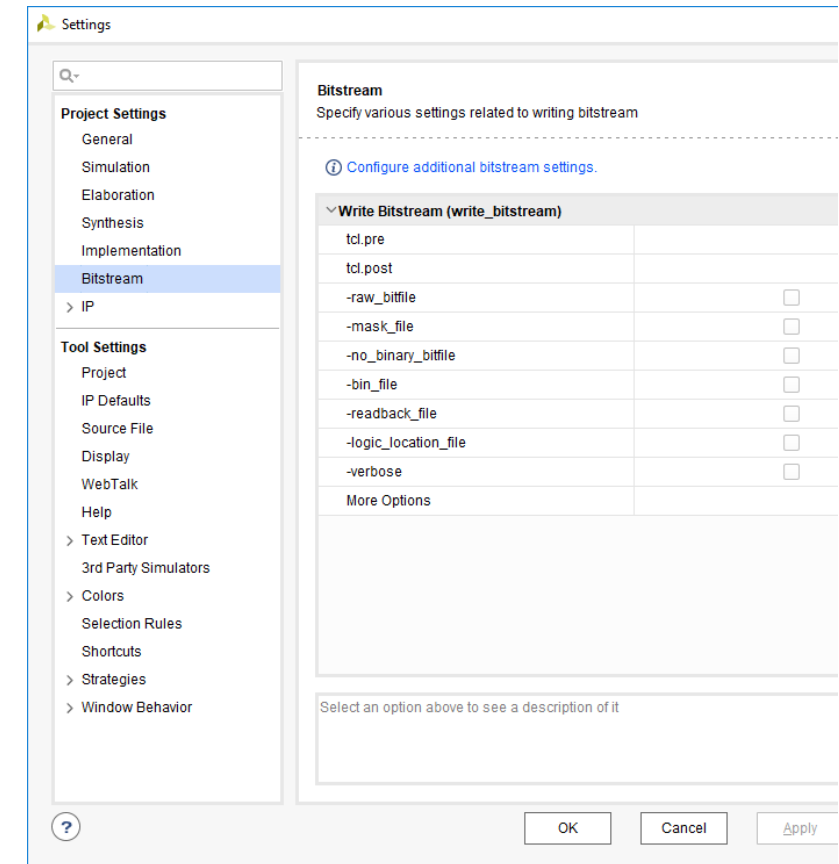 Settings
Project Settings
General
Simulation
Elaboration
Synthesis
Implementation
Bitstream
IP
Tool Settings
Project
IP Defaults
Source File
Display
WebTalk
Help
Text Editor
3rd Party Simulators
Colors
Selection Rules
Shortcuts
Strategies
Window Behavior
Bitstream
Specify various settings related to writing bitstream
Configure additional bitstream settings.
Write Bitstream (write_bitstream)
tcl.pre
tcl.post
-raw_bitfile
-mask_file
-no_binary_bitfile
-bin_file
-readback_file
-logic_location_file
-verbose
More Options
Select an option above to see a description of it
?
OK
Cancel
Apply